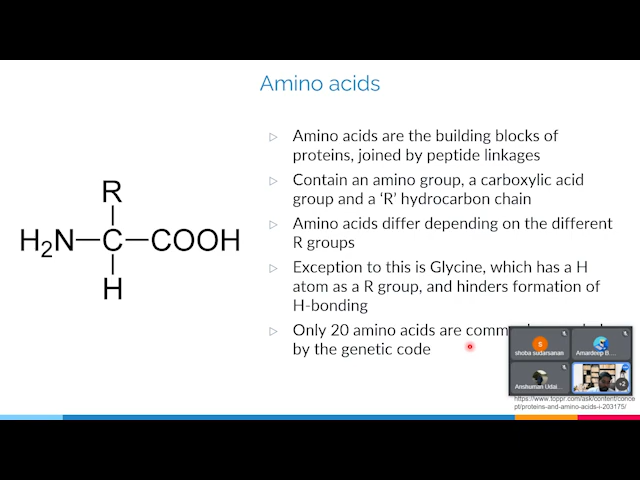 Amino acids
Amino acids are the building blocks of
proteins, joined by peptide linkages
Contain an amino group, a carboxylic acid
group and a ‘R’ hydrocarbon chain
Amino acids differ depending on the different
R groups
Exception to this is Glycine, which has a H
atom as a R group, and hinders formation of
H-bonding
Only 20 amino acids are
by the genetic code
R
H₂N—C—COOH
H
S
shoba sudarsanan
Amardeep B...
Anshuman Udai...
+2
https://www.toppr.com/ask/content/conce
pt/proteins-and-amino-acids-i-203175/